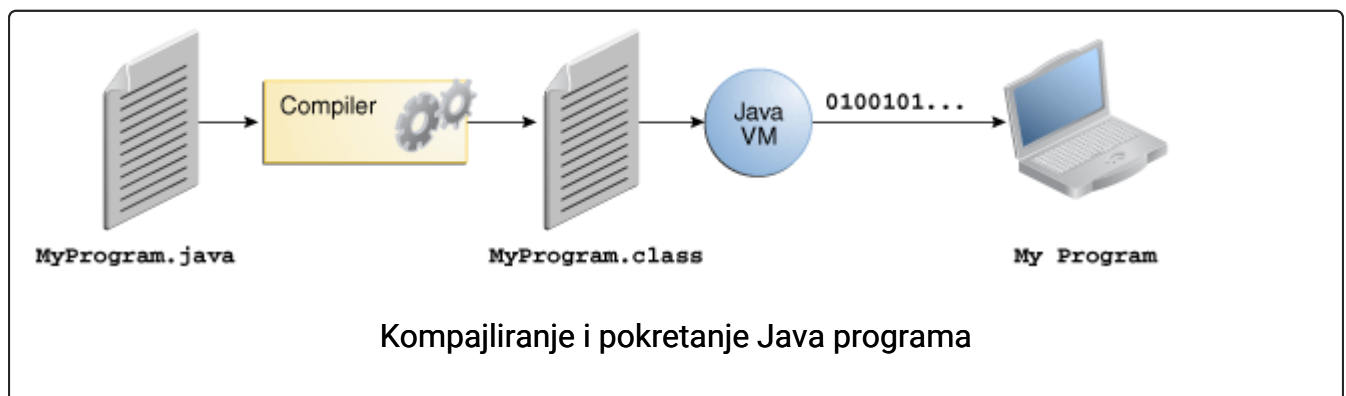 Compiler
Java
VM
0100101...
MyProgram.java
MyProgram.class
My Program
Kompajliranje i pokretanje Java programa